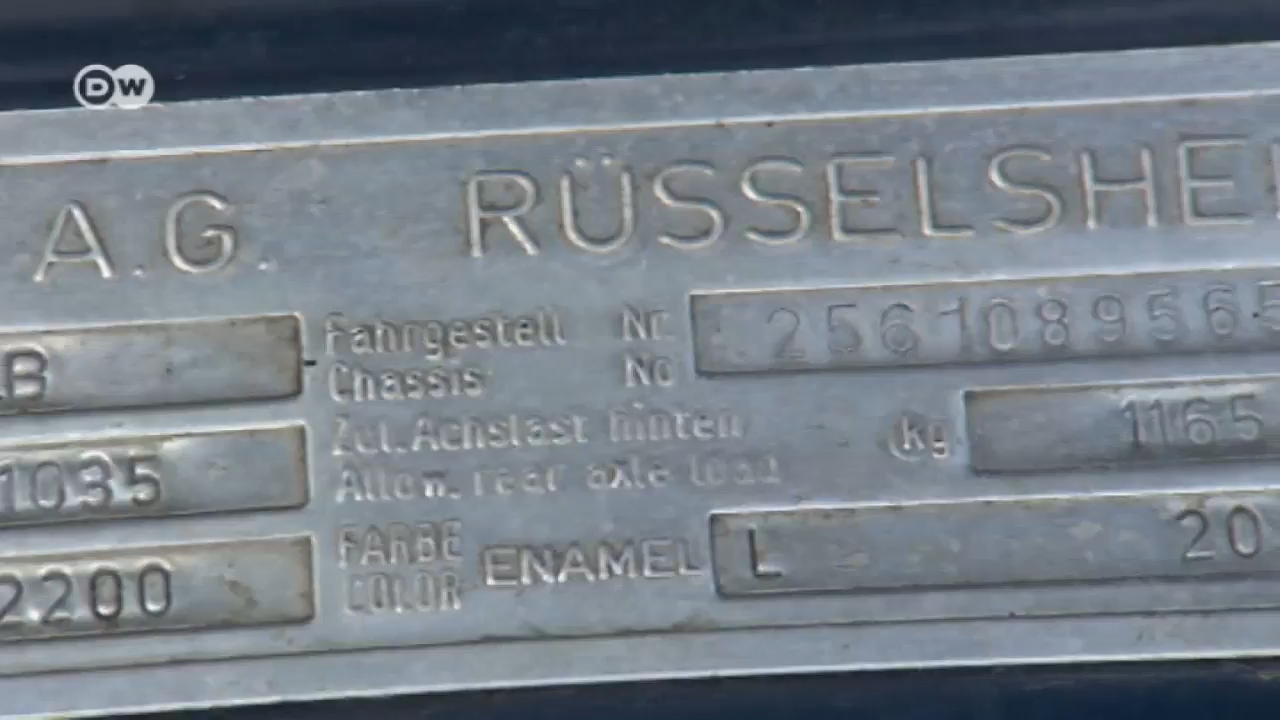 DW
A.G. RÜSSELSHE
B Fahrgestell Nr. 2561089565
Chassis No
1035 Zul. Achslast hinten kg 1165
Allow. rear axle load
2200 FARBE ENAMEL L 20
COLOR